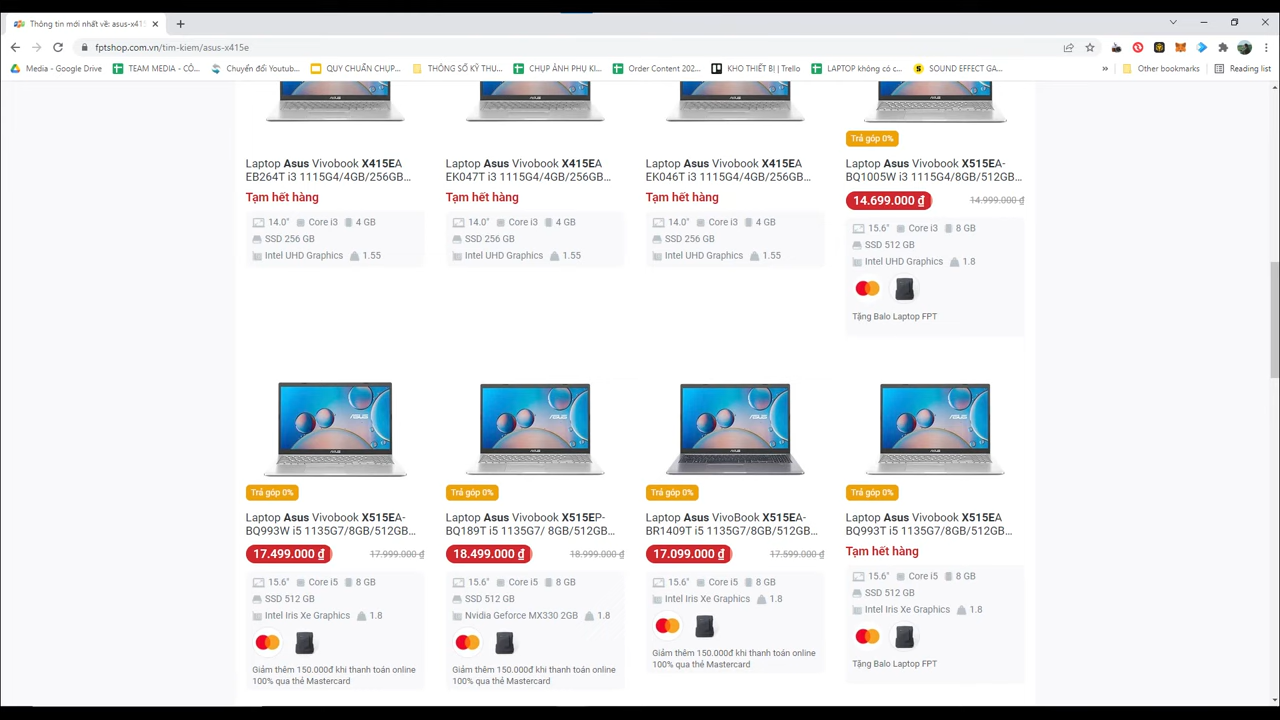 Thông tin mới nhất về: asus-x415
fptshop.com.vn/tim-kiem/asus-x415e
Media - Google Drive
TEAM MEDIA - CÔ...
Chuyển đổi Youtub...
QUY CHUẨN CHỤP...
THÔNG SỐ KỸ THU...
CHỤP ẢNH PHỤ KI...
Order Content 202...
KHO THIẾT BỊ | Trello
LAPTOP không có c...
SOUND EFFECT GA...
»
Other bookmarks
Reading list
Laptop Asus Vivobook X415EA
EB264T i3 1115G4/4GB/256GB...
Tạm hết hàng
14.0" Core i3 4 GB
SSD 256 GB
Intel UHD Graphics 1.55
Laptop Asus Vivobook X415EA
EK047T i3 1115G4/4GB/256GB...
Tạm hết hàng
14.0" Core i3 4 GB
SSD 256 GB
Intel UHD Graphics 1.55
Laptop Asus Vivobook X415EA
EK046T i3 1115G4/4GB/256GB...
Tạm hết hàng
14.0" Core i3 4 GB
SSD 256 GB
Intel UHD Graphics 1.55
Trả góp 0%
Laptop Asus Vivobook X515EA-
BQ1005W i3 1115G4/8GB/512GB...
14.699.000 ₫ 14.999.000 ₫
15.6" Core i3 8 GB
SSD 512 GB
Intel UHD Graphics 1.8
Tặng Balo Laptop FPT
ASUS
Trả góp 0%
Laptop Asus Vivobook X515EA-
BQ993W i5 1135G7/8GB/512GB...
17.499.000 ₫ 17.999.000 ₫
15.6" Core i5 8 GB
SSD 512 GB
Intel Iris Xe Graphics 1.8
Giảm thêm 150.000đ khi thanh toán online
100% qua thẻ Mastercard
ASUS
Trả góp 0%
Laptop Asus Vivobook X515EP-
BQ189T i5 1135G7/ 8GB/512GB...
18.499.000 ₫ 18.999.000 ₫
15.6" Core i5 8 GB
SSD 512 GB
Nvidia Geforce MX330 2GB 1.8
Giảm thêm 150.000đ khi thanh toán online
100% qua thẻ Mastercard
ASUS
Trả góp 0%
Laptop Asus VivoBook X515EA-
BR1409T i5 1135G7/8GB/512GB...
17.099.000 ₫ 17.599.000 ₫
15.6" Core i5 8 GB
Intel Iris Xe Graphics 1.8
Giảm thêm 150.000đ khi thanh toán online
100% qua thẻ Mastercard
ASUS
Trả góp 0%
Laptop Asus Vivobook X515EA
BQ993T i5 1135G7/8GB/512GB...
Tạm hết hàng
15.6" Core i5 8 GB
SSD 512 GB
Intel Iris Xe Graphics 1.8
Tặng Balo Laptop FPT